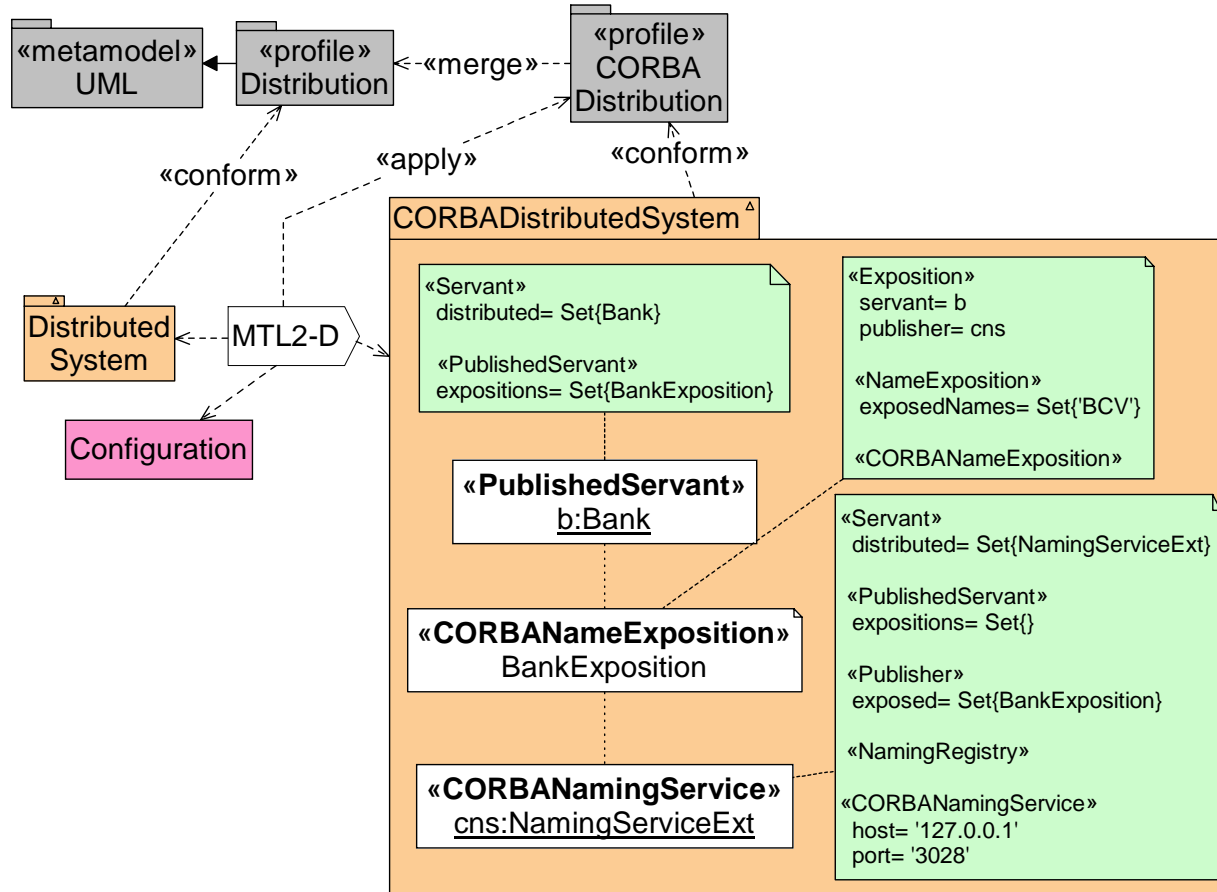 «metamodel»
UML
«profile»
Distribution
«merge»
«profile»
CORBA
Distribution
«conform»
«apply»
«conform»
CORBADistributedSystem
Distributed
System
MTL2-D
Configuration
«Servant»
distributed= Set{Bank}
«PublishedServant»
expositions= Set{BankExposition}
«Exposition»
servant= b
publisher= cns
«NameExposition»
exposedNames= Set{'BCV'}
«CORBANameExposition»
«PublishedServant»
b:Bank
«CORBANameExposition»
BankExposition
«CORBANamingService»
cns:NamingServiceExt
«Servant»
distributed= Set{NamingServiceExt}
«PublishedServant»
expositions= Set{}
«Publisher»
exposed= Set{BankExposition}
«NamingRegistry»
«CORBANamingService»
host= '127.0.0.1'
port= '3028'